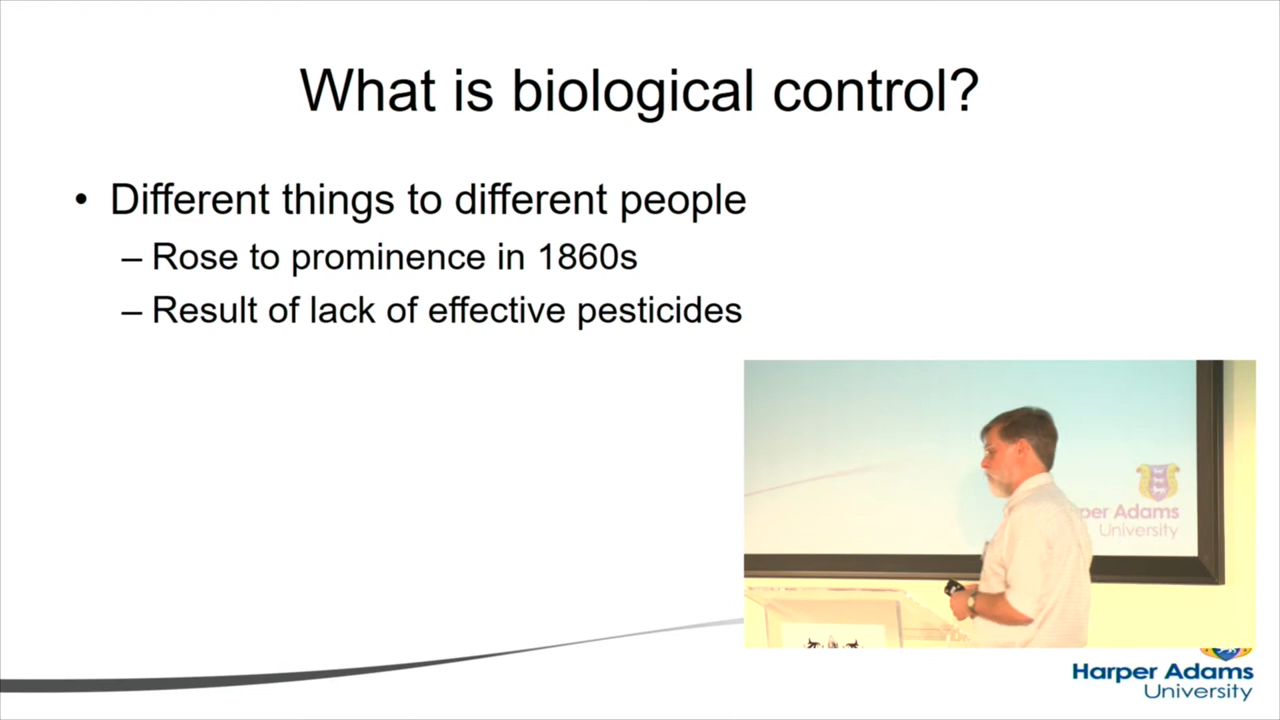 What is biological control?
• Different things to different people
– Rose to prominence in 1860s
– Result of lack of effective pesticides
per Adams
University
Harper Adams
University